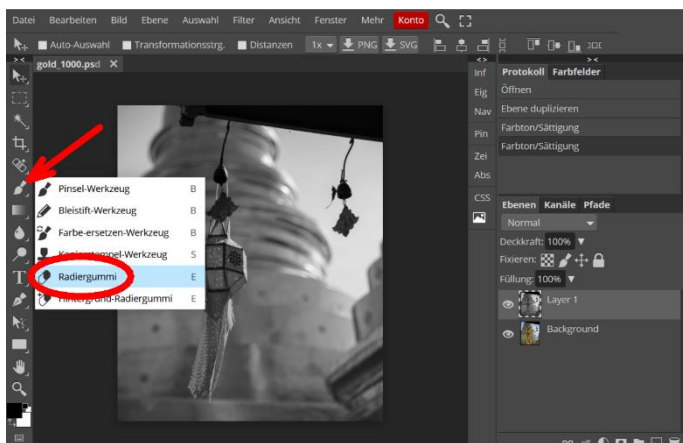 Datei Bearbeiten Bild Ebene Auswahl Filter Ansicht Fenster Mehr Konto
Auto-Auswahl Transformationsstrg. Distanzen 1x PNG SVG
gold_1000.psd
Pinsel-Werkzeug B
Bleistift-Werkzeug B
Farbe-ersetzen-Werkzeug B
Kopierstempel-Werkzeug S
Radiergummi E
Hintergrund-Radiergummi E
Inf
Eig
Nav
Pin
Zei
Abs
CSS
Protokoll Farbfelder
Öffnen
Ebene duplizieren
Farbton/Sättigung
Farbton/Sättigung
Ebenen Kanäle Pfade
Normal
Deckkraft: 100%
Fixieren:
Füllung: 100%
Layer 1
Background